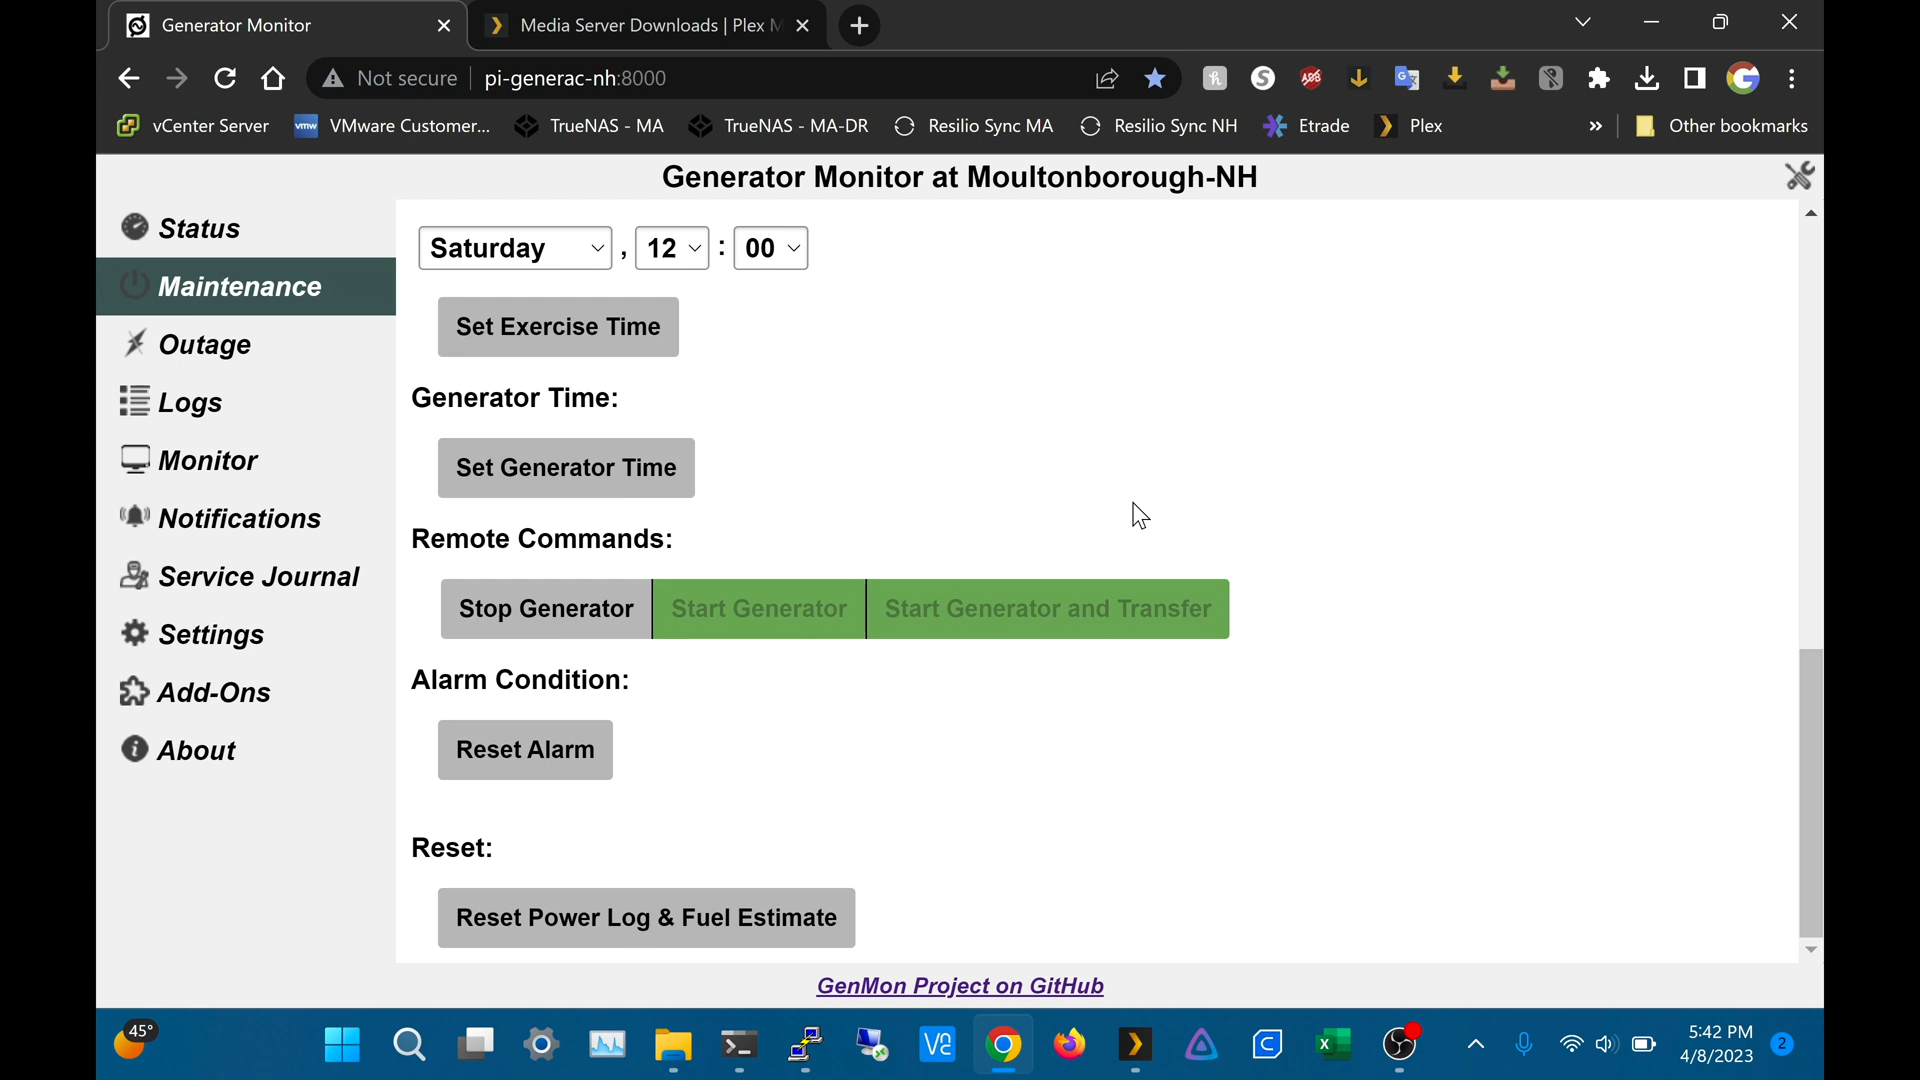 Generator Monitor
Media Server Downloads | Plex M
Not secure
pi-generac-nh:8000
vCenter Server
VMware Customer...
TrueNAS - MA
TrueNAS - MA-DR
Resilio Sync MA
Resilio Sync NH
Etrade
Plex
»
Other bookmarks
Generator Monitor at Moultonborough-NH
Status
Maintenance
Outage
Logs
Monitor
Notifications
Service Journal
Settings
Add-Ons
About
Saturday , 12 : 00
Set Exercise Time
Generator Time:
Set Generator Time
Remote Commands:
Stop Generator
Start Generator
Start Generator and Transfer
Alarm Condition:
Reset Alarm
Reset:
Reset Power Log & Fuel Estimate
GenMon Project on GitHub
45°
5:42 PM
4/8/2023
2